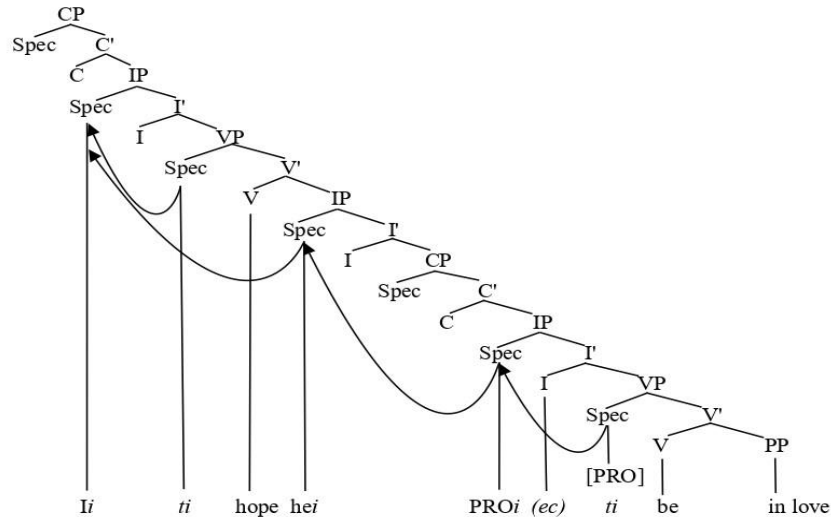 CP
Spec C'
C IP
Spec I'
I VP
Spec V'
V IP
Spec I'
I CP
Spec C'
C IP
Spec I'
I VP
Spec V'
V PP
[PRO]
Ii ti hope hei PROi (ec) ti be in love